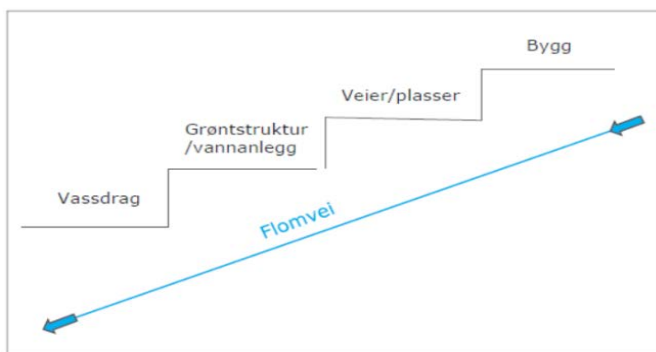 Bygg
Veier/plasser
Grøntstruktur
/vannanlegg
Vassdrag
Flomvei